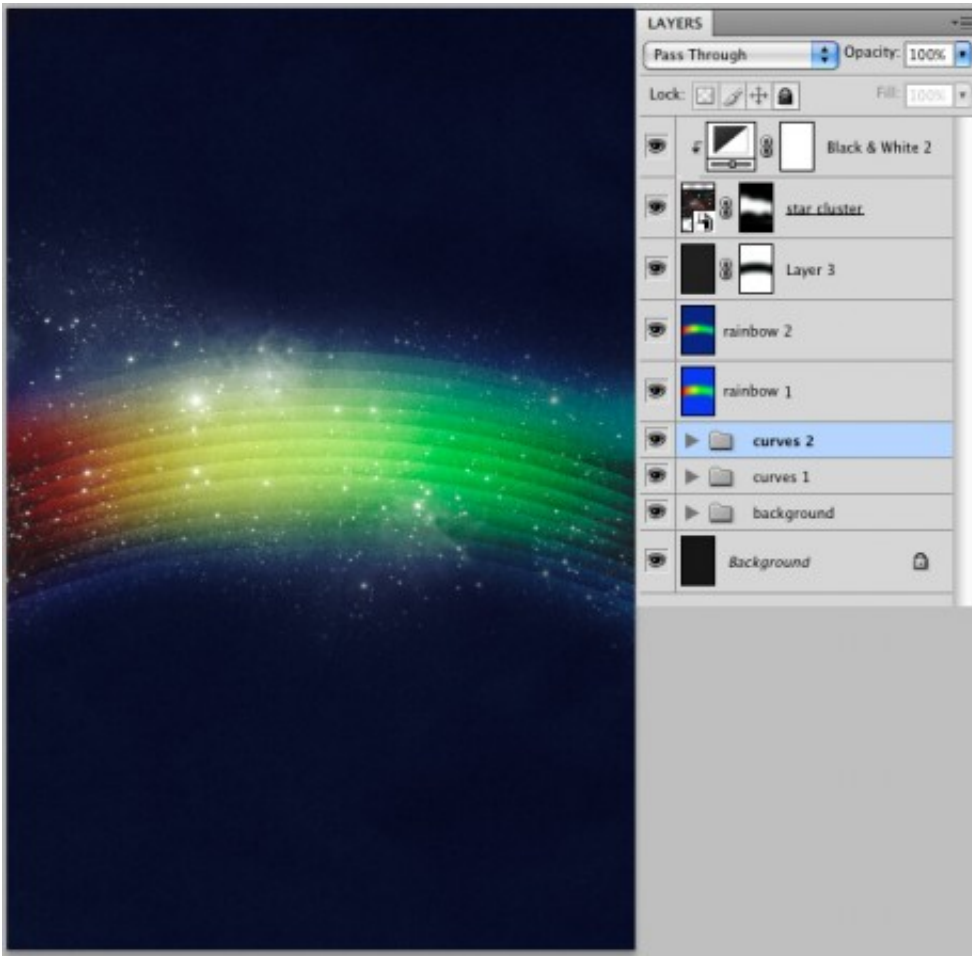 LAYERS
Pass Through Opacity: 100%
Lock: Fill: 100%
Black & White 2
star cluster
Layer 3
rainbow 2
rainbow 1
curves 2
curves 1
background
Background